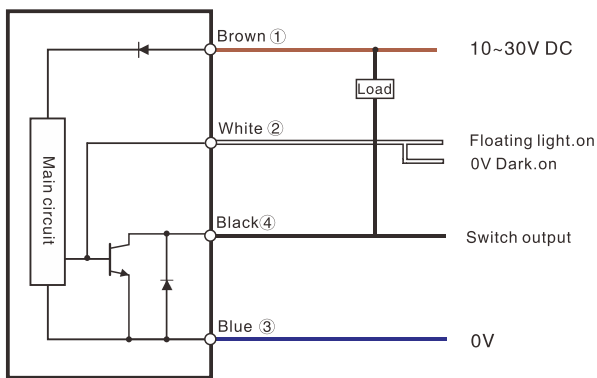 Brown ①
10~30V DC
Load
White ②
Floating light.on
0V Dark.on
Main circuit
Black④
Switch output
Blue ③
0V